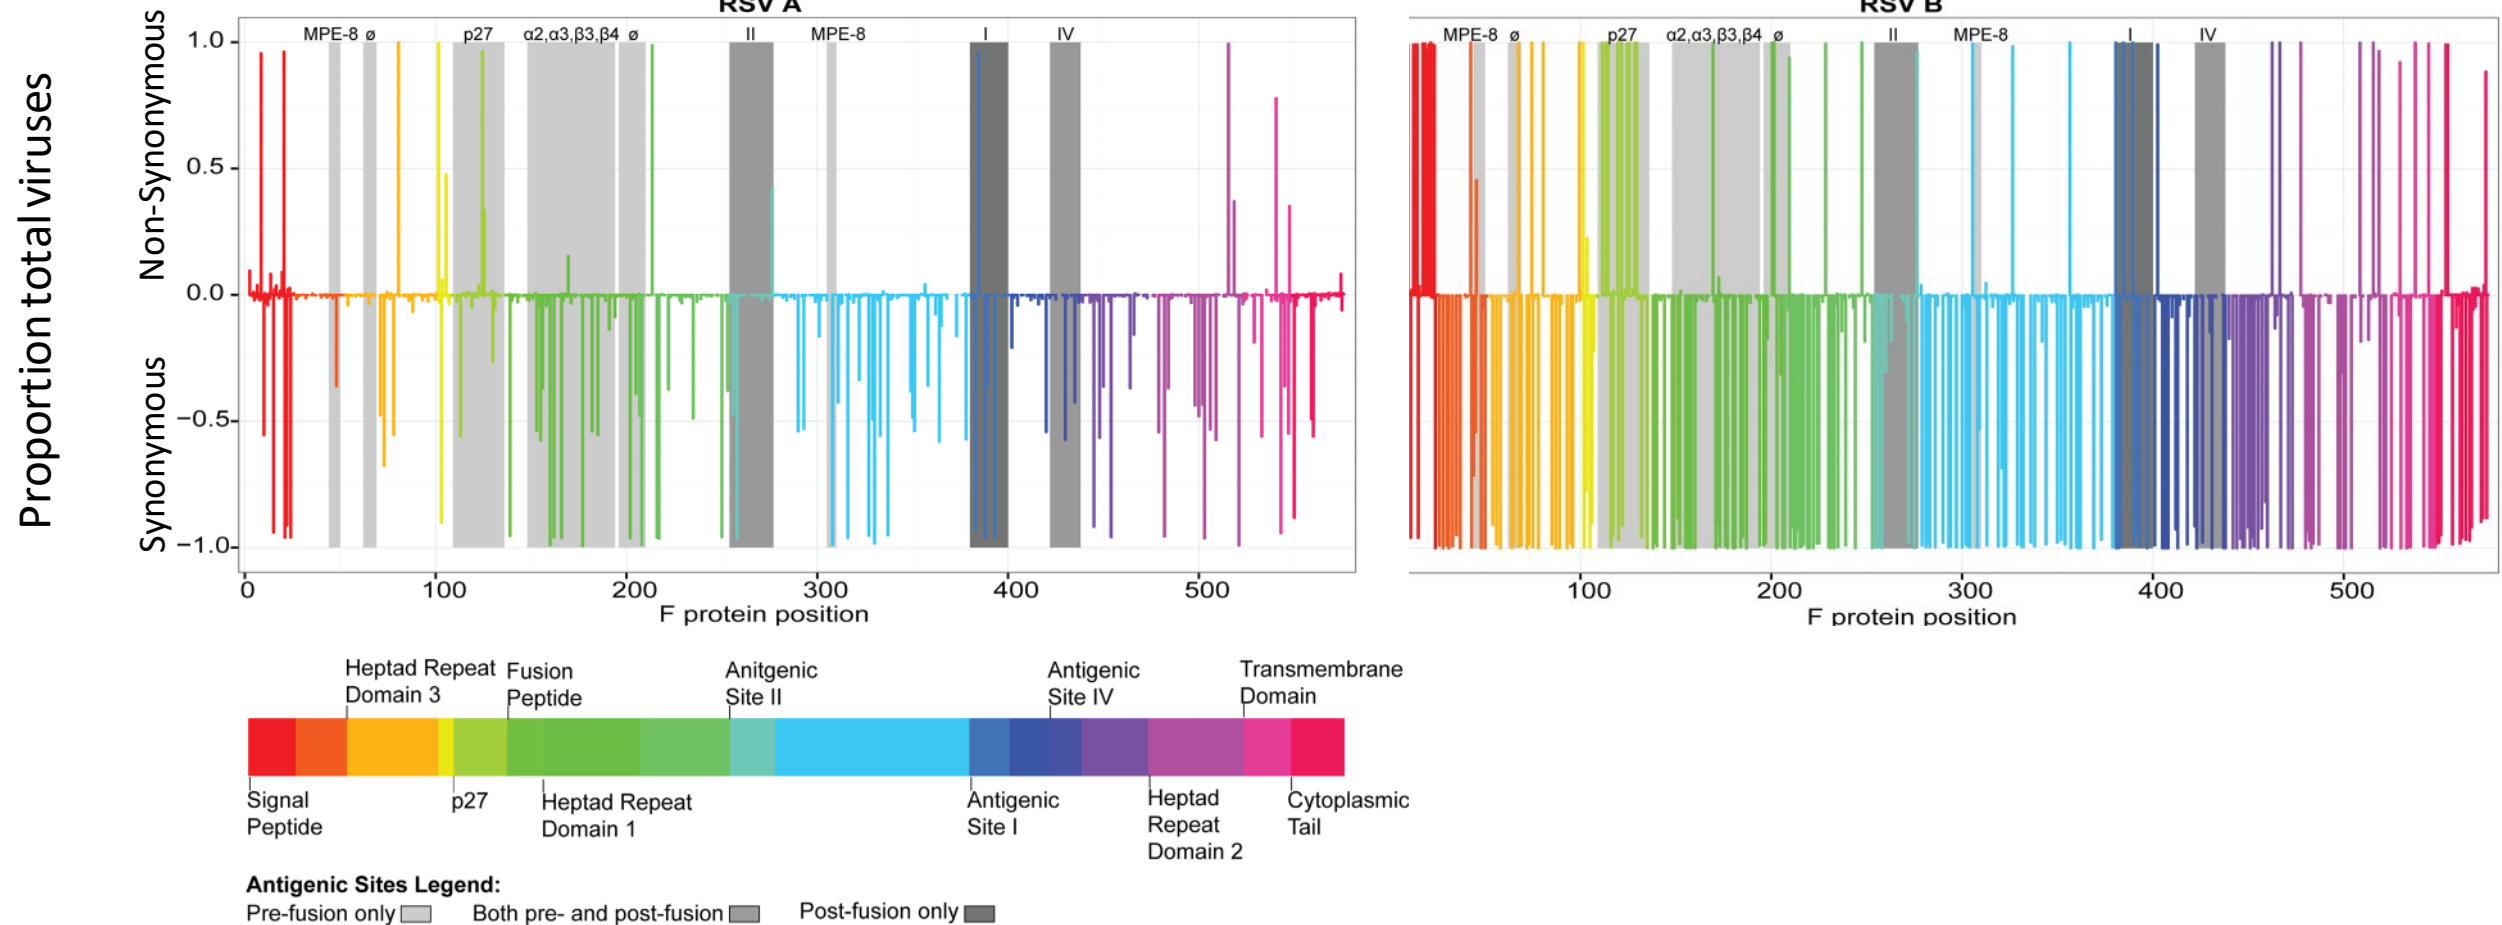 RSV A
RSV B
Proportion total viruses
Synonymous Non-Synonymous
MPE-8 ø p27 α2,α3,β3,β4 ø II MPE-8 I IV
1.0
0.5
0.0
−0.5
−1.0
0 100 200 300 400 500
F protein position
MPE-8 ø p27 α2,α3,β3,β4 ø II MPE-8 I IV
100 200 300 400 500
F protein position
Heptad Repeat
Domain 3
Fusion
Peptide
Anitgenic
Site II
Antigenic
Site IV
Transmembrane
Domain
Signal
Peptide
p27
Heptad Repeat
Domain 1
Antigenic
Site I
Heptad
Repeat
Domain 2
Cytoplasmic
Tail
Antigenic Sites Legend:
Pre-fusion only Both pre- and post-fusion Post-fusion only